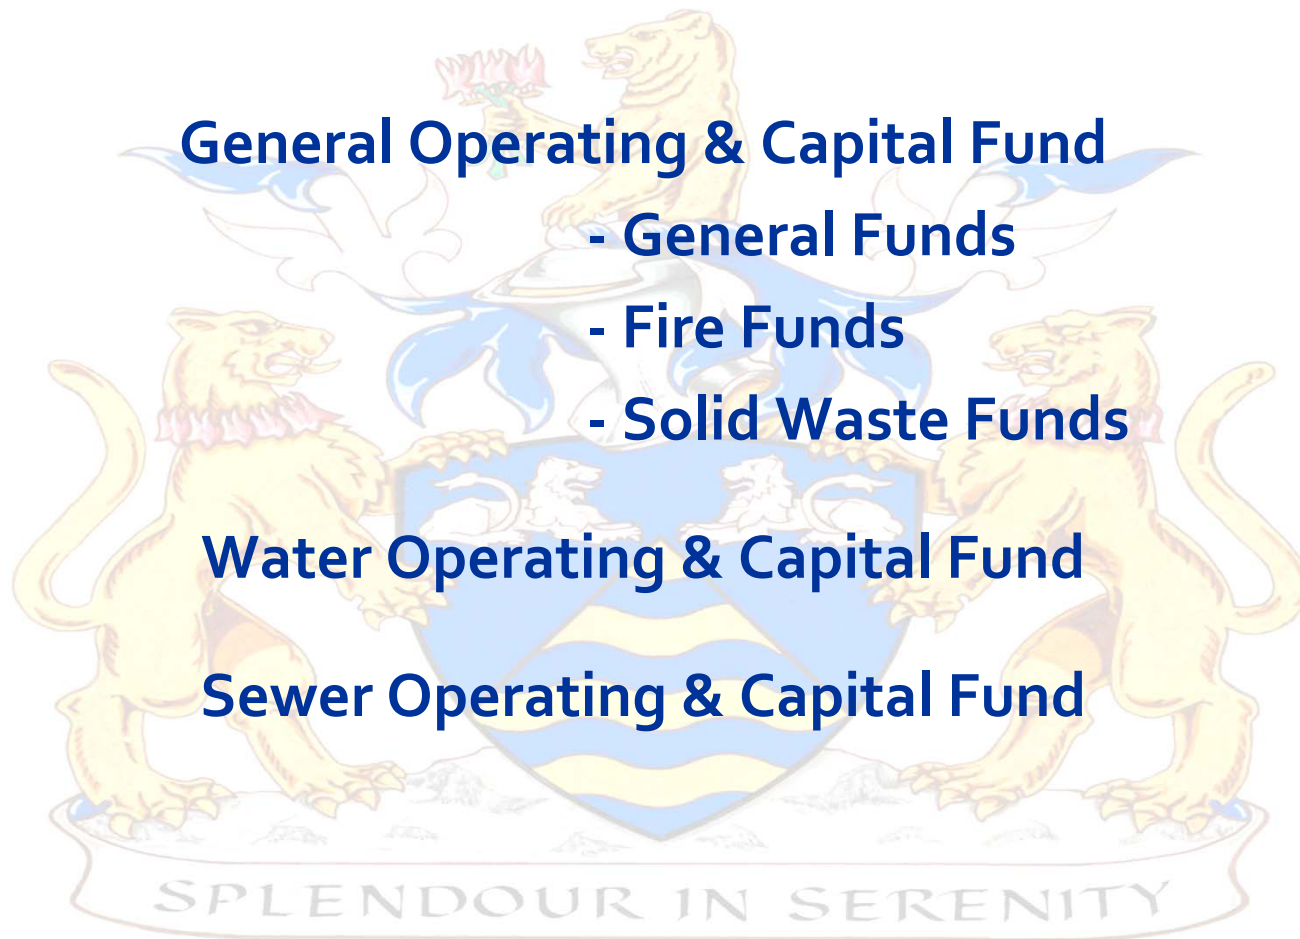 General Operating & Capital Fund
- General Funds
- Fire Funds
- Solid Waste Funds
Water Operating & Capital Fund
Sewer Operating & Capital Fund
SPLENDOUR IN SERENITY